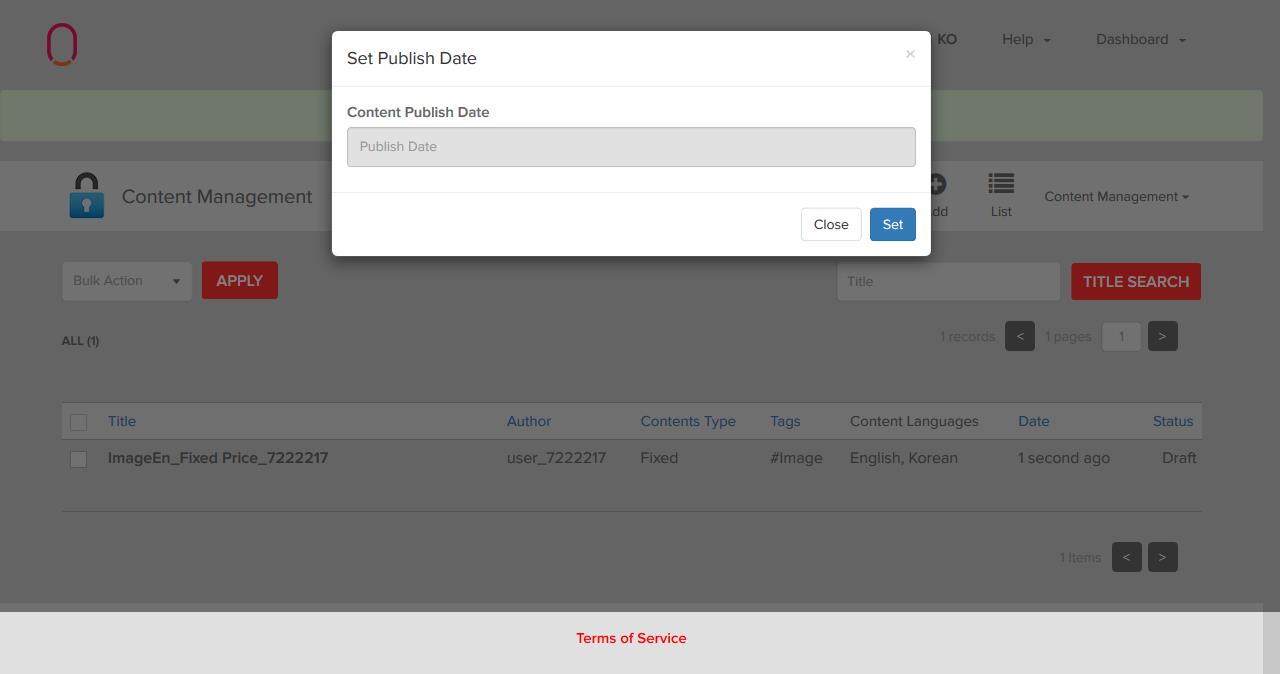 KO Help Dashboard
Set Publish Date ×
Content Publish Date
Publish Date
Close Set
Content Management List Content Management
Bulk Action APPLY Title TITLE SEARCH
ALL (1) 1 records < 1 pages 1 >
Title Author Contents Type Tags Content Languages Date Status
ImageEn_Fixed Price_7222217 user_7222217 Fixed #Image English, Korean 1 second ago Draft
1 Items < >
Terms of Service